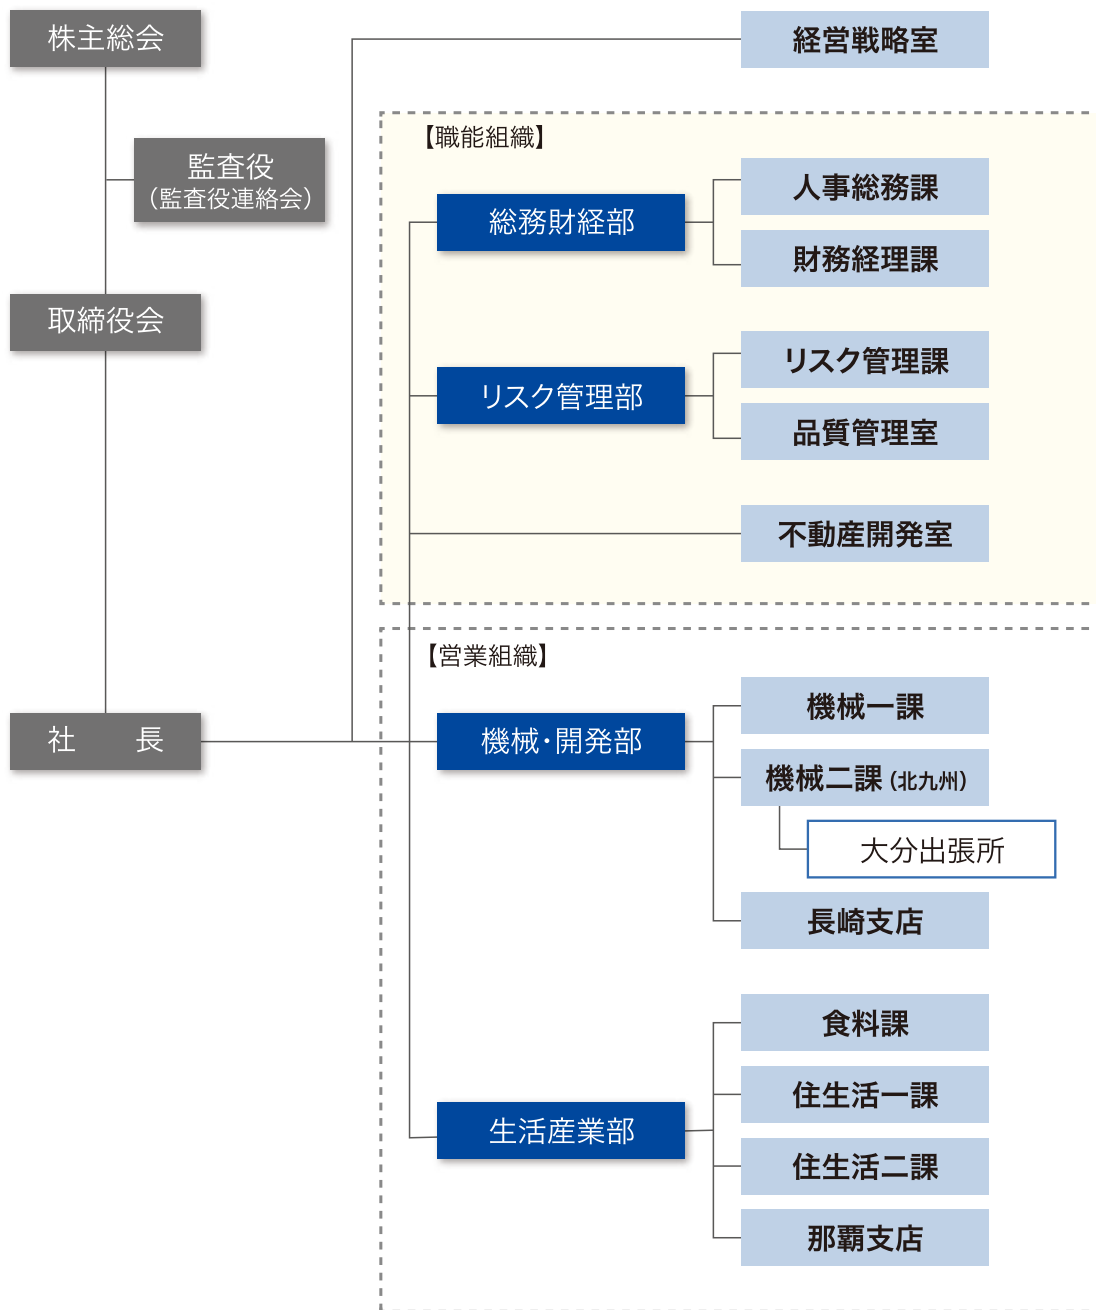 株主総会
監査役
（監査役連絡会）
取締役会
社　　長
経営戦略室
【職能組織】
総務財経部
人事総務課
財務経理課
リスク管理部
リスク管理課
品質管理室
不動産開発室
【営業組織】
機械・開発部
機械一課
機械二課（北九州）
大分出張所
長崎支店
生活産業部
食料課
住生活一課
住生活二課
那覇支店